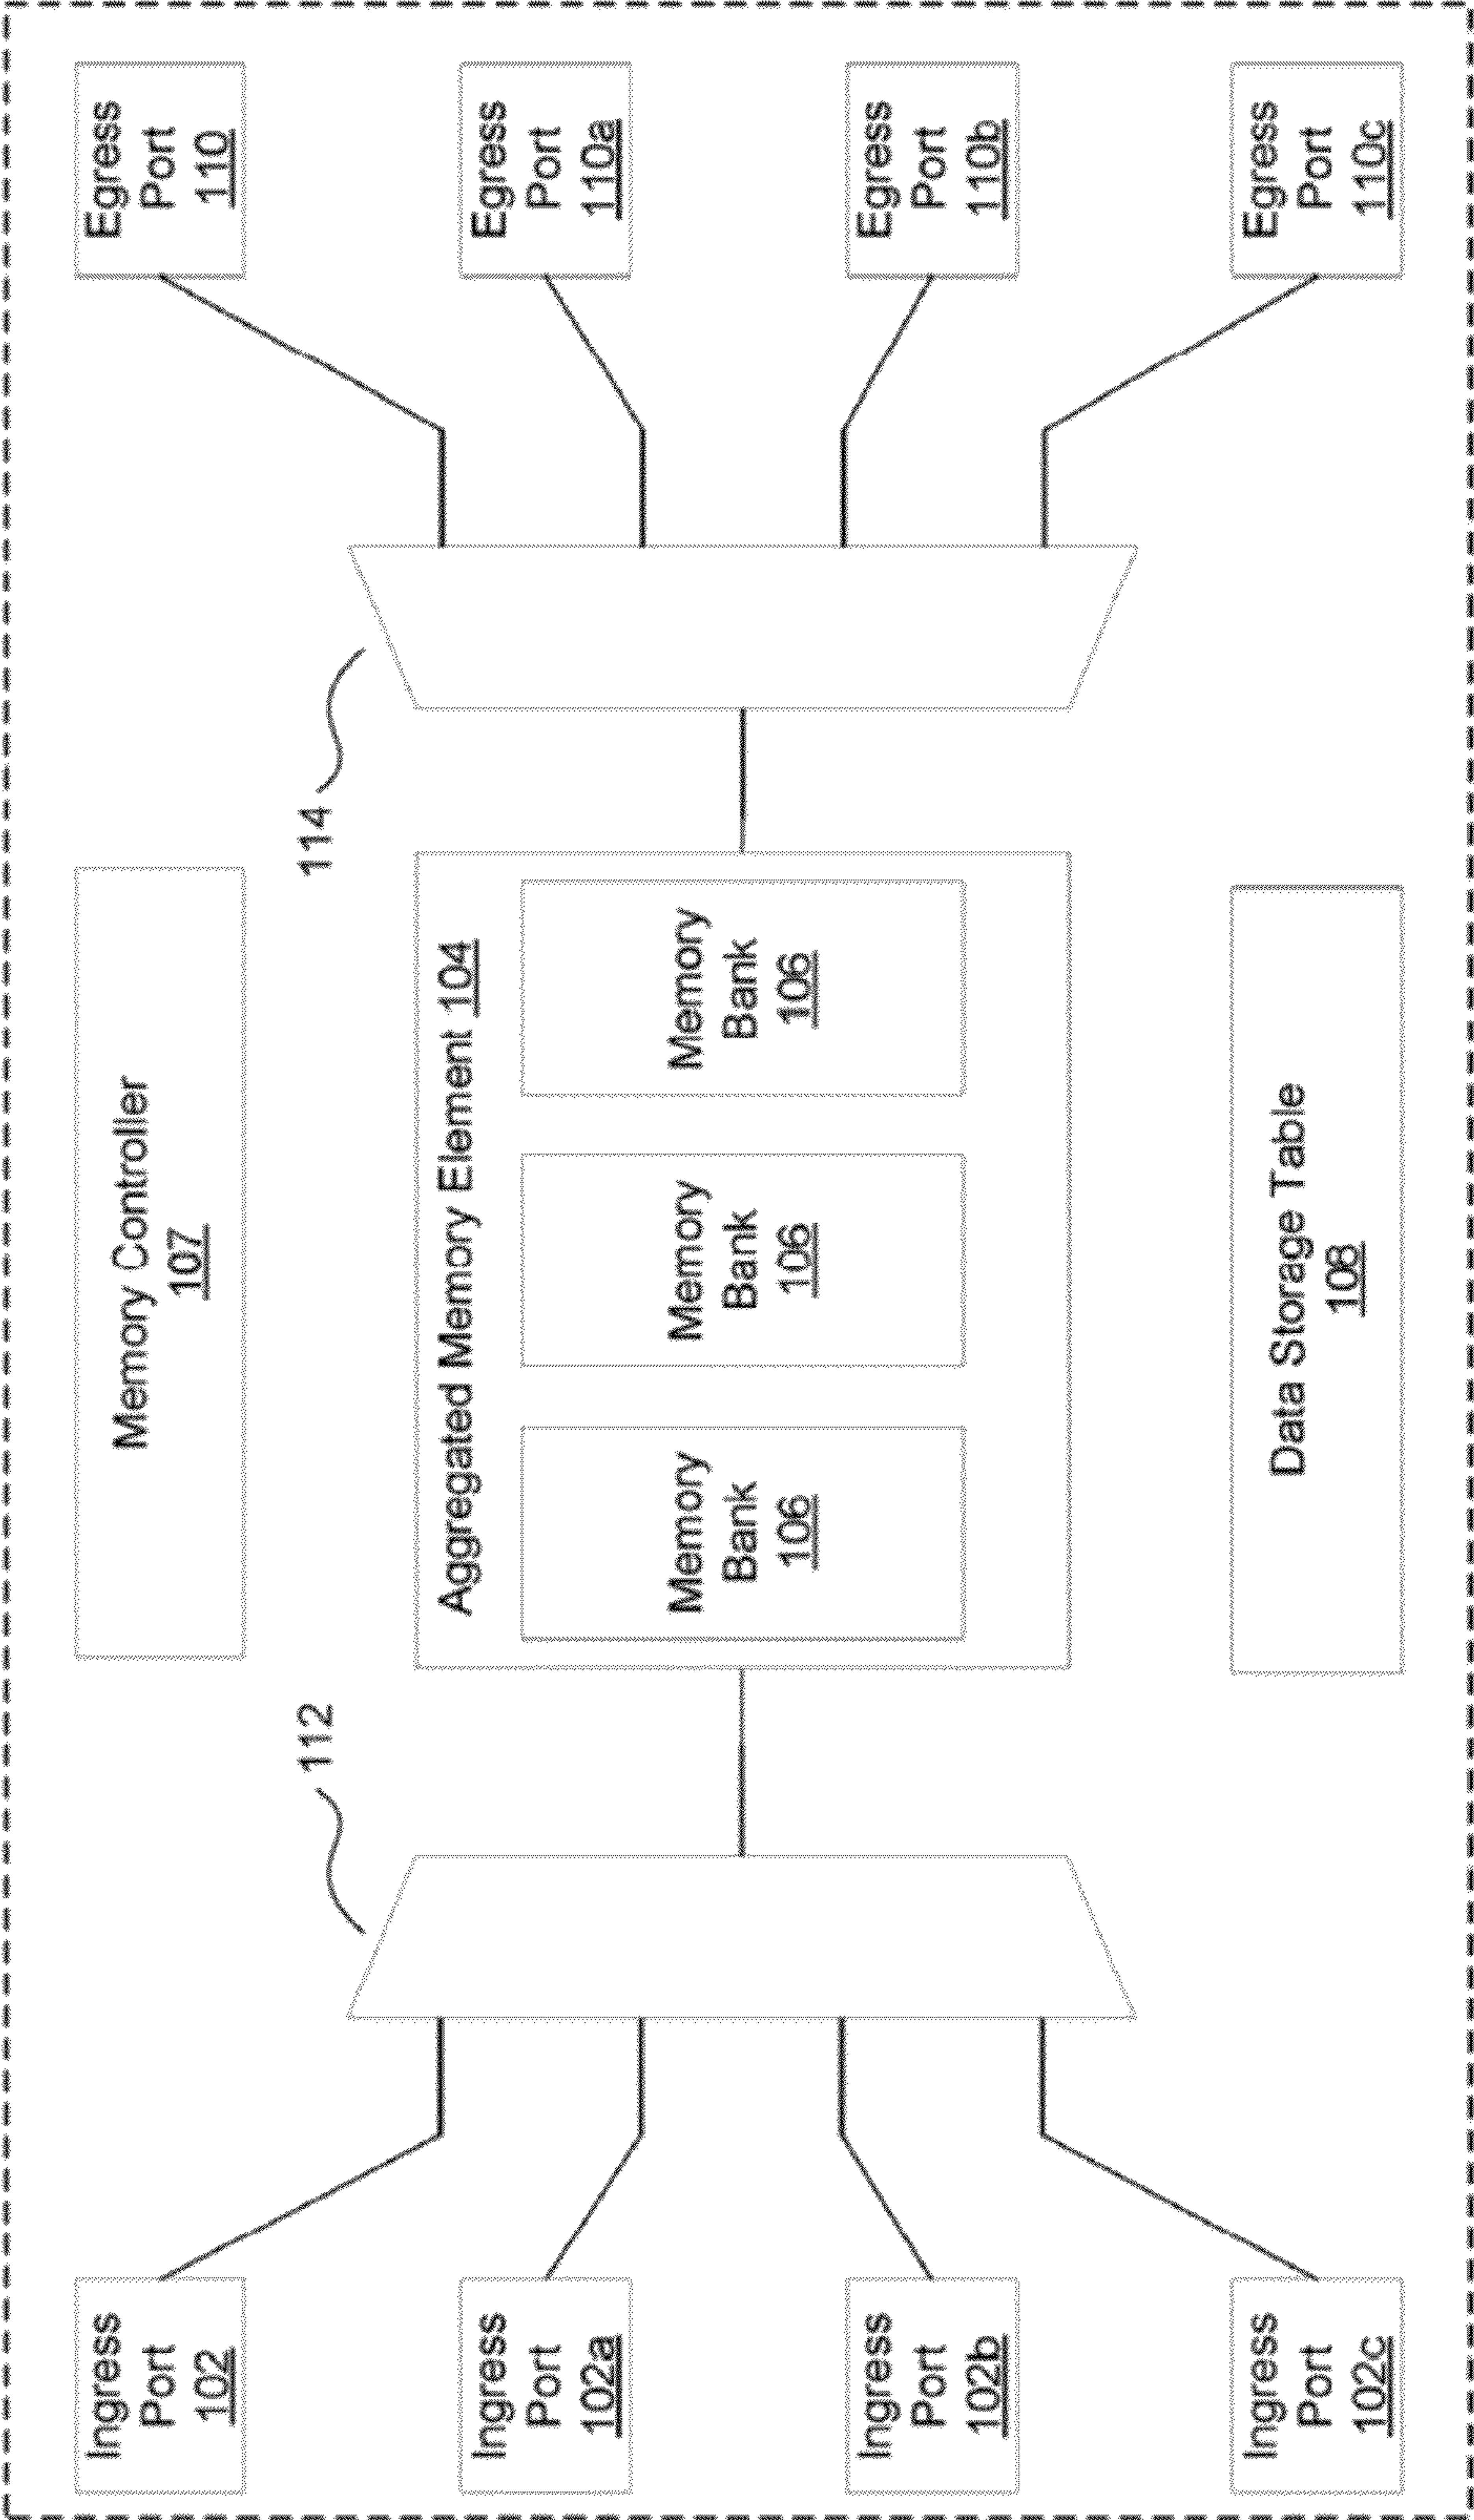 Ingress
Port
102
Ingress
Port
102a
Ingress
Port
102b
Ingress
Port
102c
112
Memory Controller
107
Aggregated Memory Element 104
Memory
Bank
106
Memory
Bank
106
Memory
Bank
106
Data Storage Table
108
114
Egress
Port
110
Egress
Port
110a
Egress
Port
110b
Egress
Port
110c